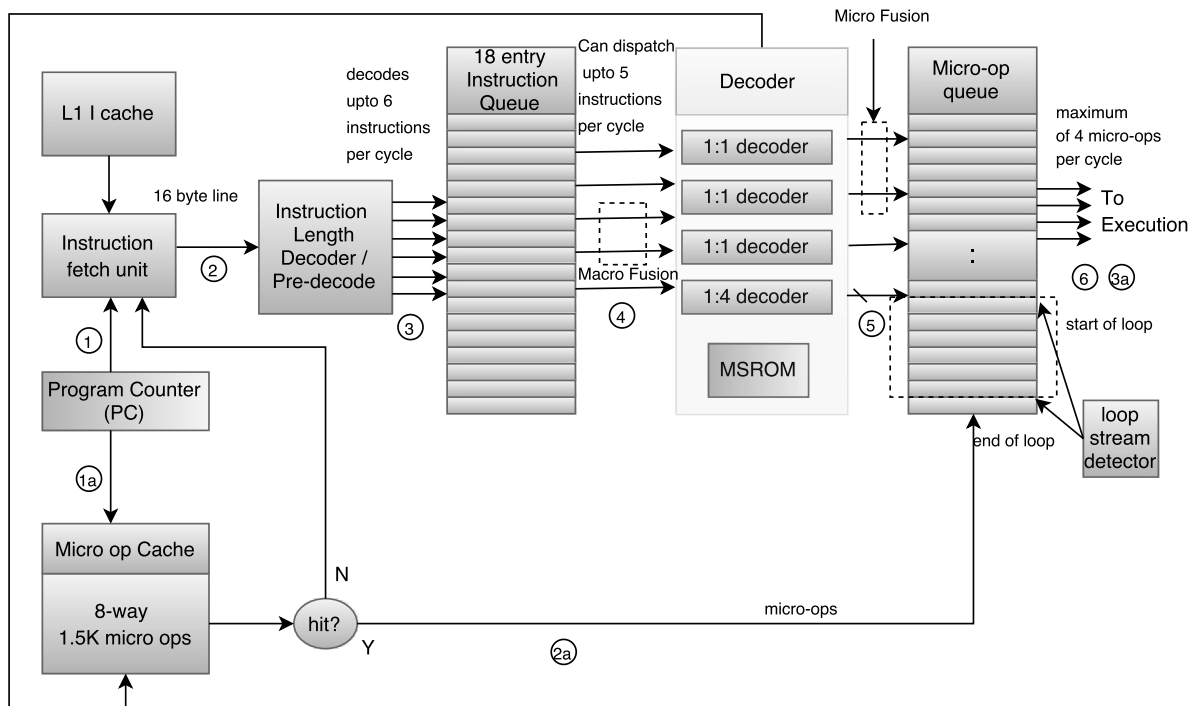 Micro Fusion
L1 I cache
decodes
upto 6
instructions
per cycle
18 entry
Instruction
Queue
Can dispatch
upto 5
instructions
per cycle
Decoder
Micro-op
queue
maximum
of 4 micro-ops
per cycle
1:1 decoder
1:1 decoder
1:1 decoder
1:4 decoder
MSROM
16 byte line
Instruction
fetch unit
2
Instruction
Length
Decoder /
Pre-decode
3
Macro Fusion
4
5
:
To
Execution
6
3a
start of loop
end of loop
loop
stream
detector
1
Program Counter
(PC)
1a
Micro op Cache
8-way
1.5K micro ops
N
hit?
Y
2a
micro-ops